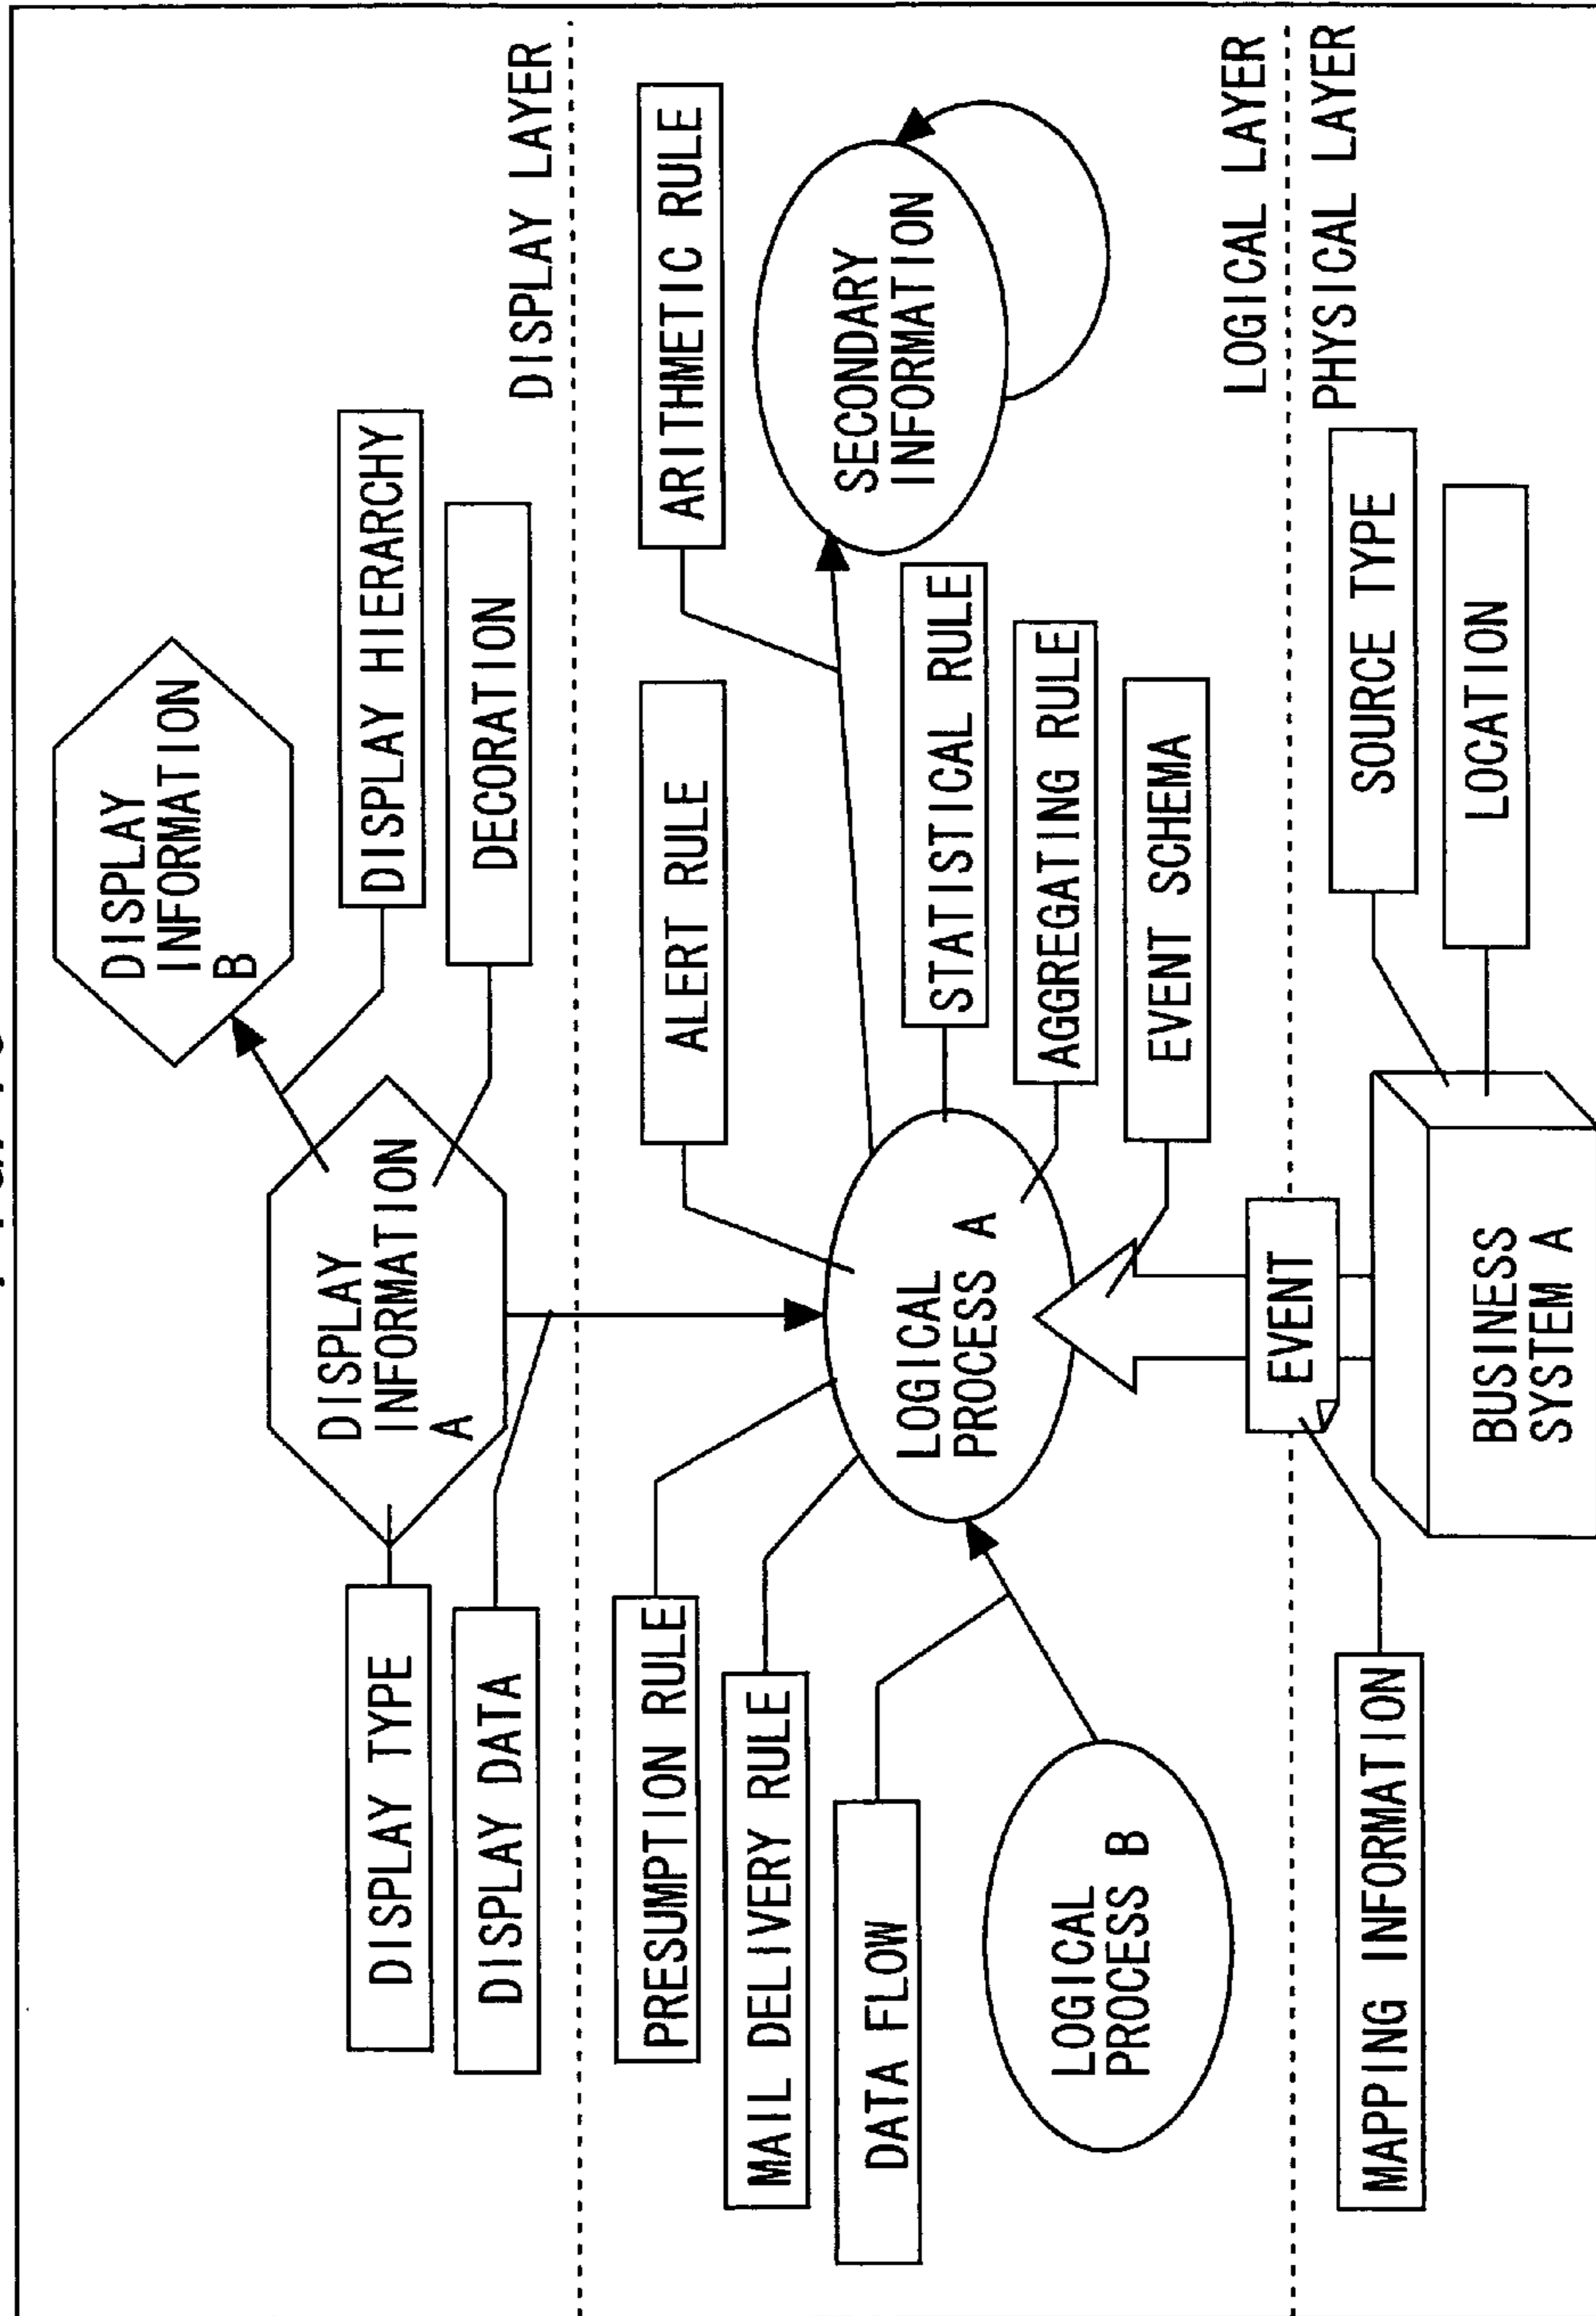 DISPLAY
INFORMATION
B
DISPLAY
INFORMATION
A
DISPLAY HIERARCHY
DISPLAY TYPE
DECORATION
DISPLAY DATA
DISPLAY LAYER
PRESUMPTION RULE
ALERT RULE
ARITHMETIC RULE
MAIL DELIVERY RULE
DATA FLOW
LOGICAL
PROCESS A
SECONDARY
INFORMATION
STATISTICAL RULE
AGGREGATING RULE
LOGICAL
PROCESS B
EVENT SCHEMA
LOGICAL LAYER
EVENT
PHYSICAL LAYER
MAPPING INFORMATION
SOURCE TYPE
LOCATION
BUSINESS
SYSTEM A